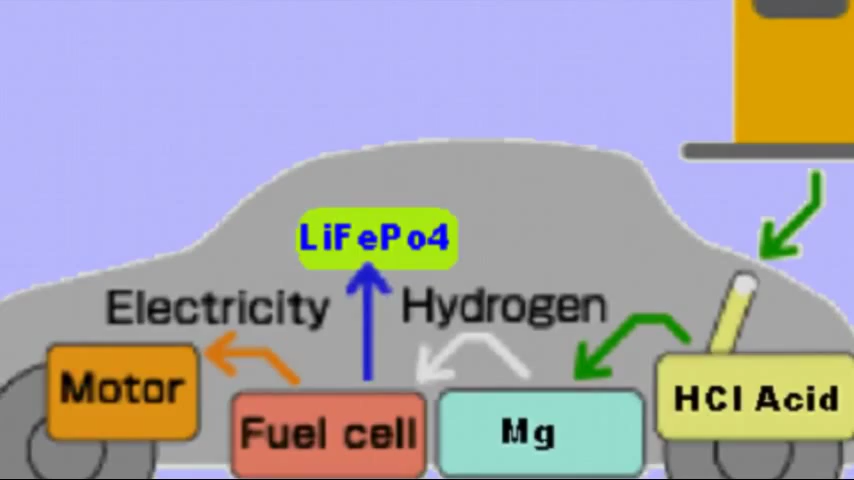 LiFePo4
Electricity
Hydrogen
Motor
Fuel cell
Mg
HCl Acid